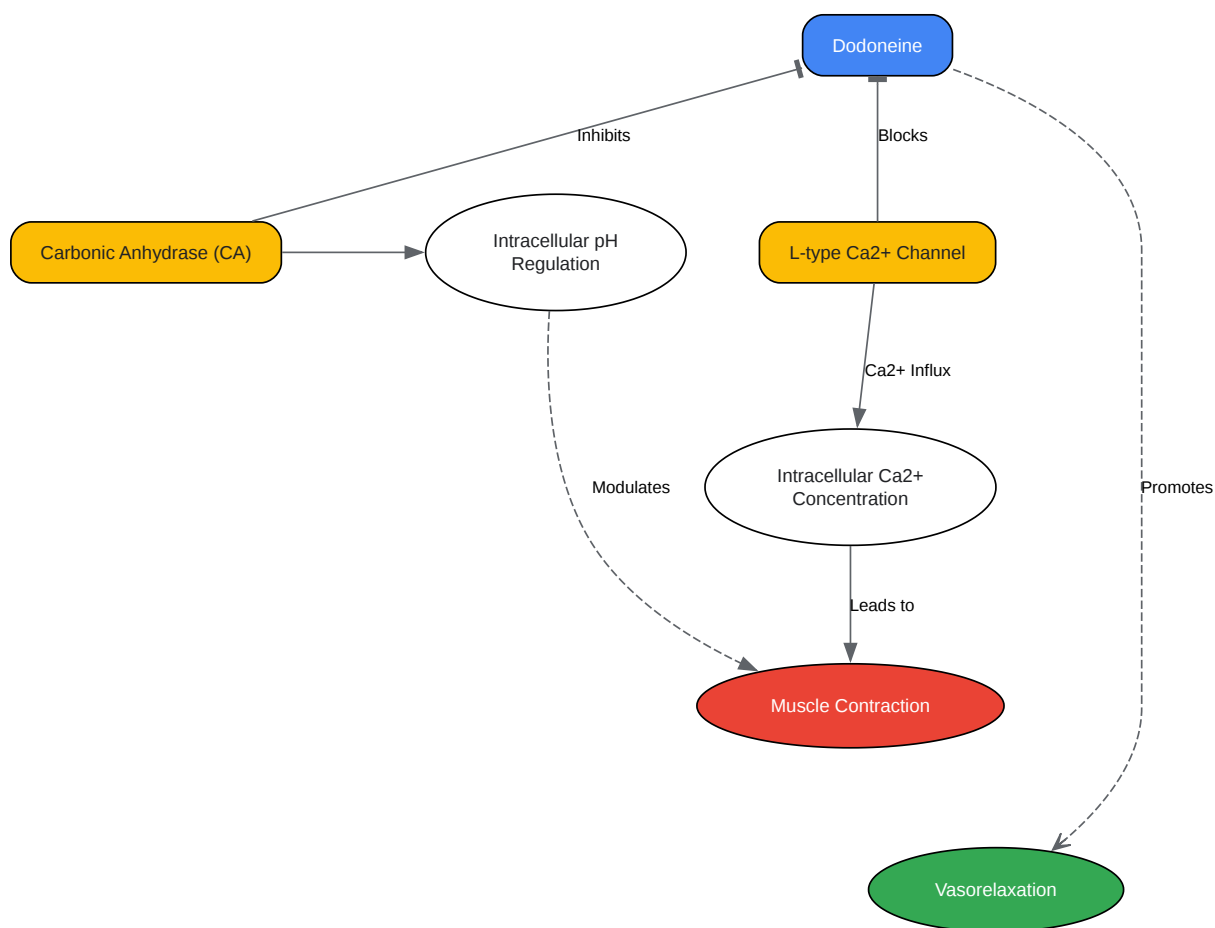 Dodoneine
Inhibits
Blocks
Carbonic Anhydrase (CA)
Intracellular pH
Regulation
L-type Ca2+ Channel
Ca2+ Influx
Intracellular Ca2+
Concentration
Modulates
Promotes
Leads to
Muscle Contraction
Vasorelaxation